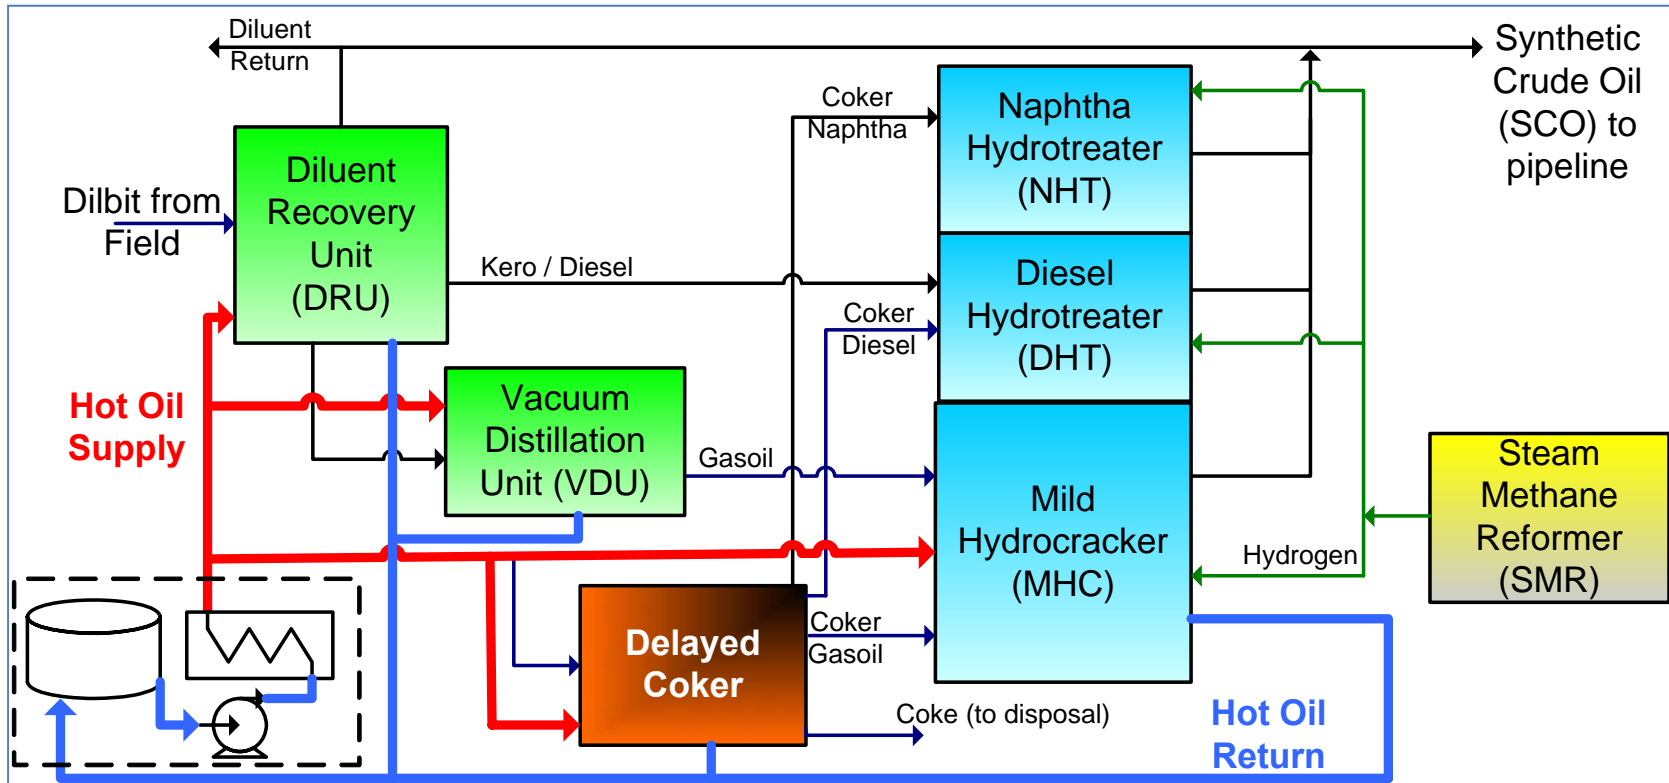 Diluent
Return
Synthetic
Crude Oil
(SCO) to
pipeline
Coker
Naphtha
Naphtha
Hydrotreater
(NHT)
Diluent
Recovery
Unit
(DRU)
Dilbit from
Field
Kero / Diesel
Diesel
Hydrotreater
(DHT)
Coker
Diesel
Hot Oil
Supply
Vacuum
Distillation
Unit (VDU)
Gasoil
Mild
Hydrocracker
(MHC)
Hydrogen
Steam
Methane
Reformer
(SMR)
Delayed
Coker
Coker
Gasoil
Coke (to disposal)
Hot Oil
Return